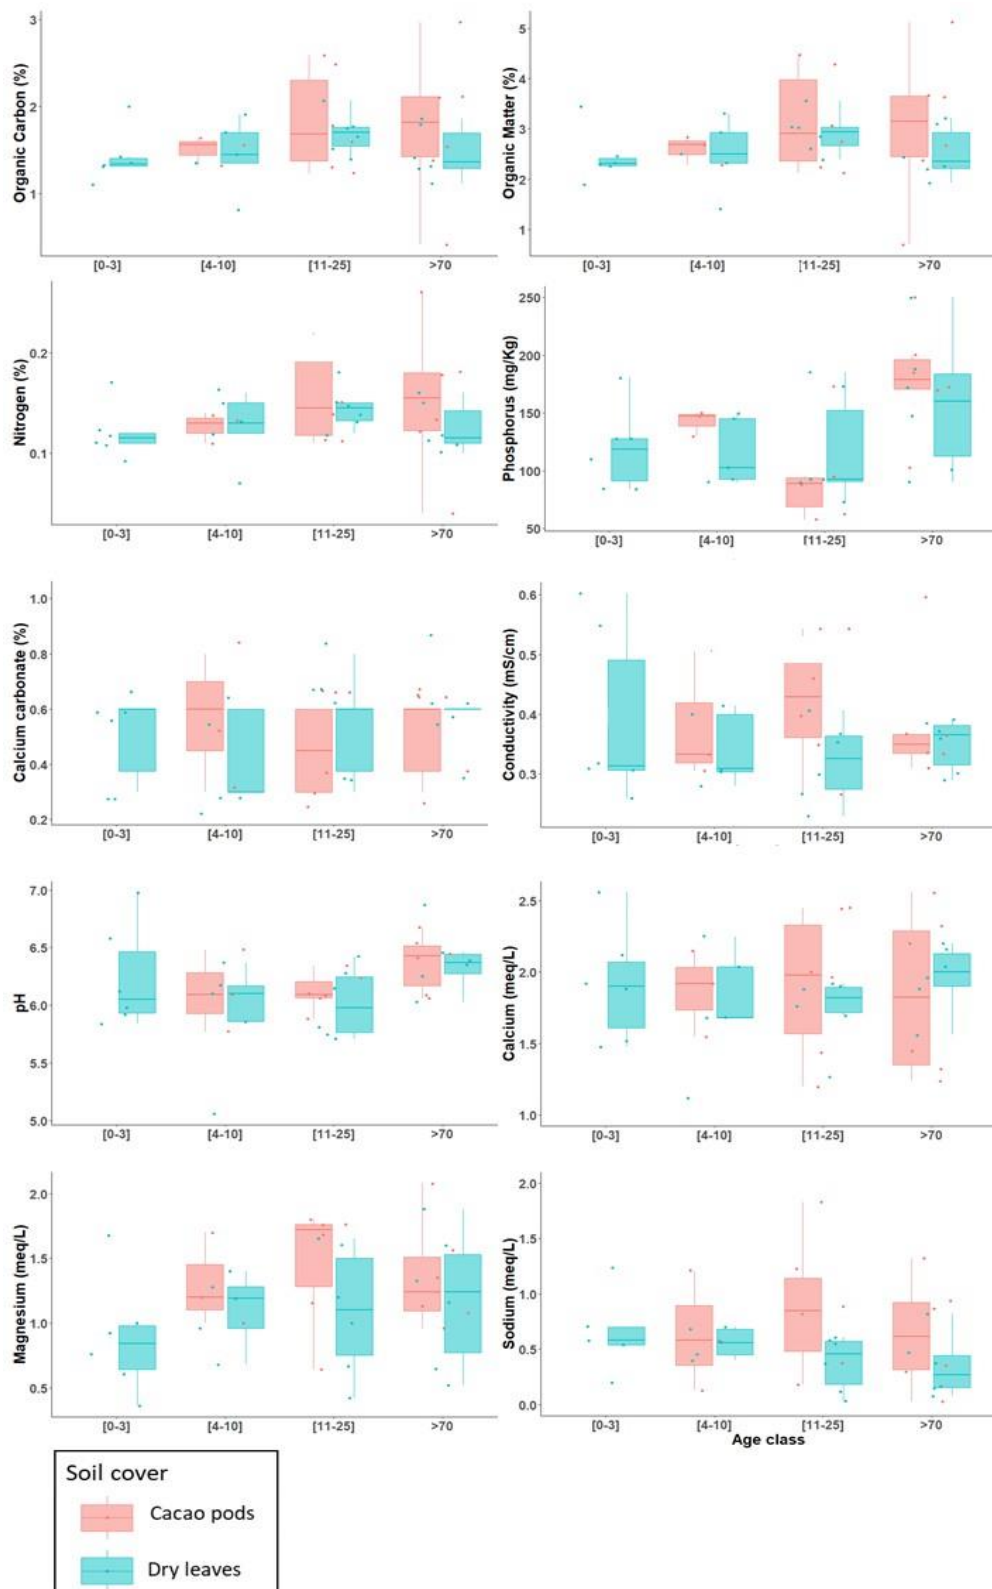 Organic Carbon (%)
3
2
1
[0-3] [4-10] [11-25] >70
Organic Matter (%)
5
4
3
2
1
[0-3] [4-10] [11-25] >70
Nitrogen (%)
0.2
0.1
[0-3] [4-10] [11-25] >70
Phosphorus (mg/Kg)
250
200
150
100
50
[0-3] [4-10] [11-25] >70
Calcium carbonate (%)
1.0
0.8
0.6
0.4
0.2
[0-3] [4-10] [11-25] >70
Conductivity (mS/cm)
0.6
0.5
0.4
0.3
pH
7.0
6.5
6.0
5.5
5.0
[0-3] [4-10] [11-25] >70
Calcium (meq/L)
2.5
2.0
1.5
1.0
[0-3] [4-10] [11-25] >70
Magnesium (meq/L)
2.0
1.5
1.0
0.5
[0-3] [4-10] [11-25] >70
Sodium (meq/L)
2.0
1.5
1.0
0.5
0.0
[0-3] [4-10] [11-25] >70
Age class
Soil cover
Cacao pods
Dry leaves